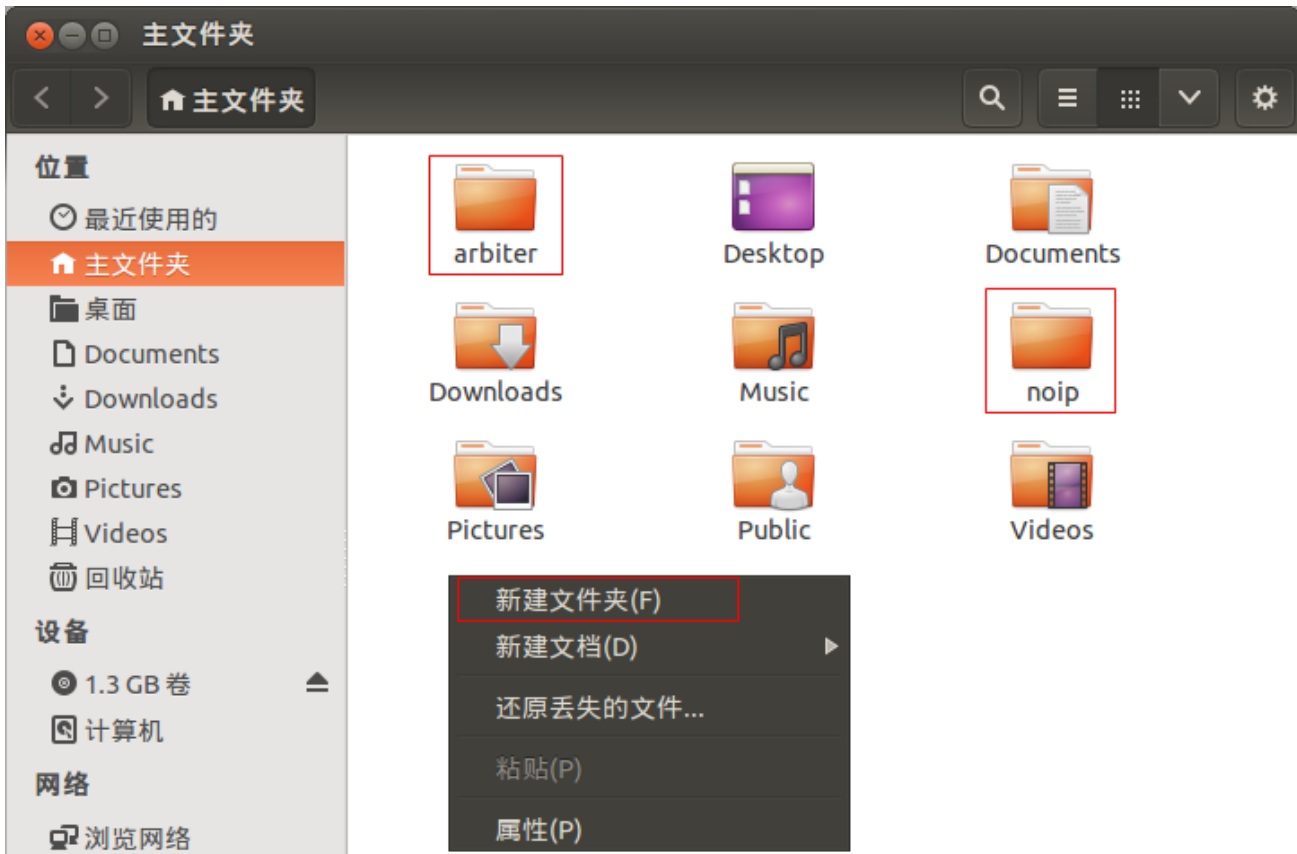 主文件夹
主文件夹
位置
最近使用的
主文件夹
桌面
Documents
Downloads
Music
Pictures
Videos
回收站
设备
1.3 GB 卷
计算机
网络
浏览网络
arbiter
Desktop
Documents
Downloads
Music
noip
Pictures
Public
Videos
新建文件夹(F)
新建文档(D)
还原丢失的文件...
粘贴(P)
属性(P)